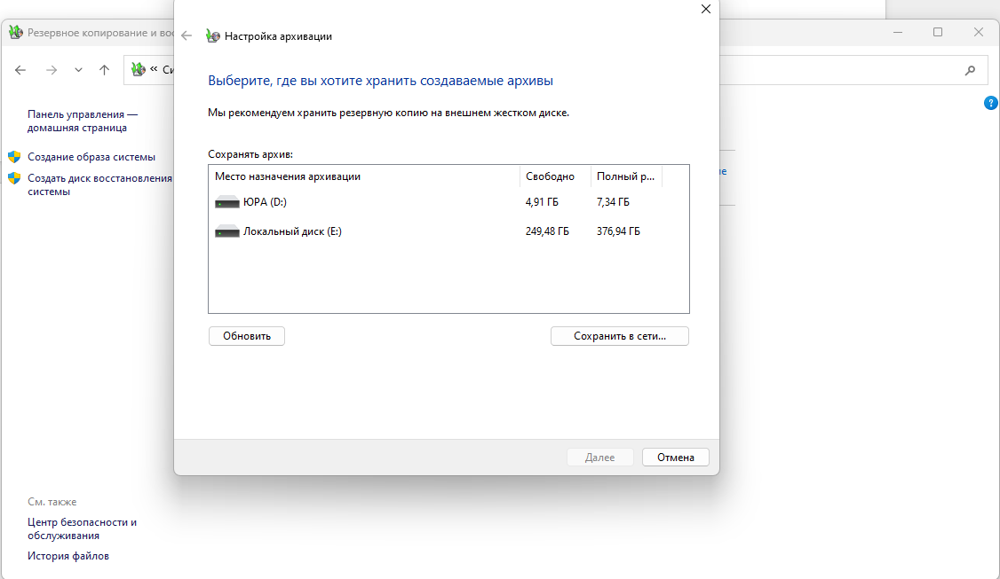 Резервное копирование и вос
Настройка архивации
«
Выберите, где вы хотите хранить создаваемые архивы
Мы рекомендуем хранить резервную копию на внешнем жестком диске.
Сохранять архив:
Место назначения архивации Свободно Полный р...
ЮРА (D:) 4,91 ГБ 7,34 ГБ
Локальный диск (E:) 249,48 ГБ 376,94 ГБ
Обновить Сохранить в сети...
Далее Отмена
Панель управления —
домашняя страница
Создание образа системы
Создать диск восстановления
системы
?
См. также
Центр безопасности и
обслуживания
История файлов